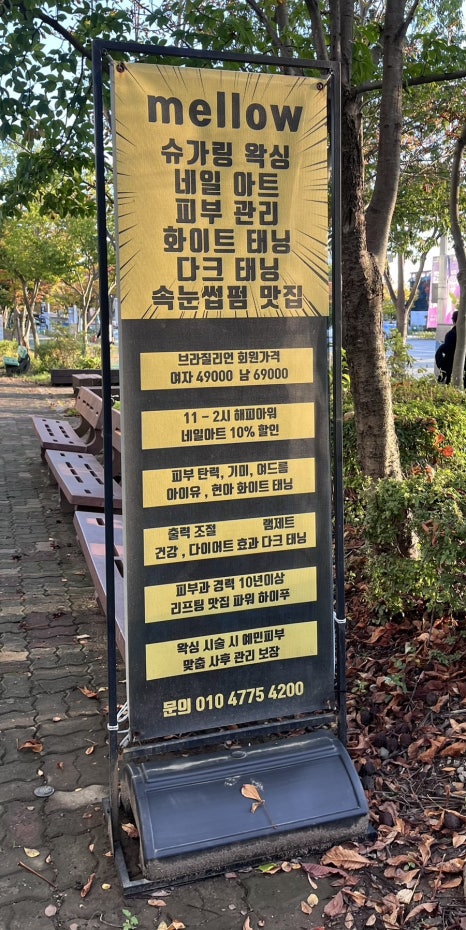 mellow
슈가링 왁싱
네일 아트
피부 관리
화이트 태닝
다크 태닝
속눈썹펌 맛집
브라질리언 회원가격
여자 49000 남 69000
11 - 2시 해피아워
네일아트 10% 할인
피부 탄력, 기미, 여드름
아이유 , 현아 화이트 태닝
출력 조절 램제트
건강 , 다이어트 효과 다크 태닝
피부과 경력 10년이상
리프팅 맛집 파워 하이푸
왁싱 시술 시 예민피부
맞춤 사후 관리 보장
문의 010 4775 4200